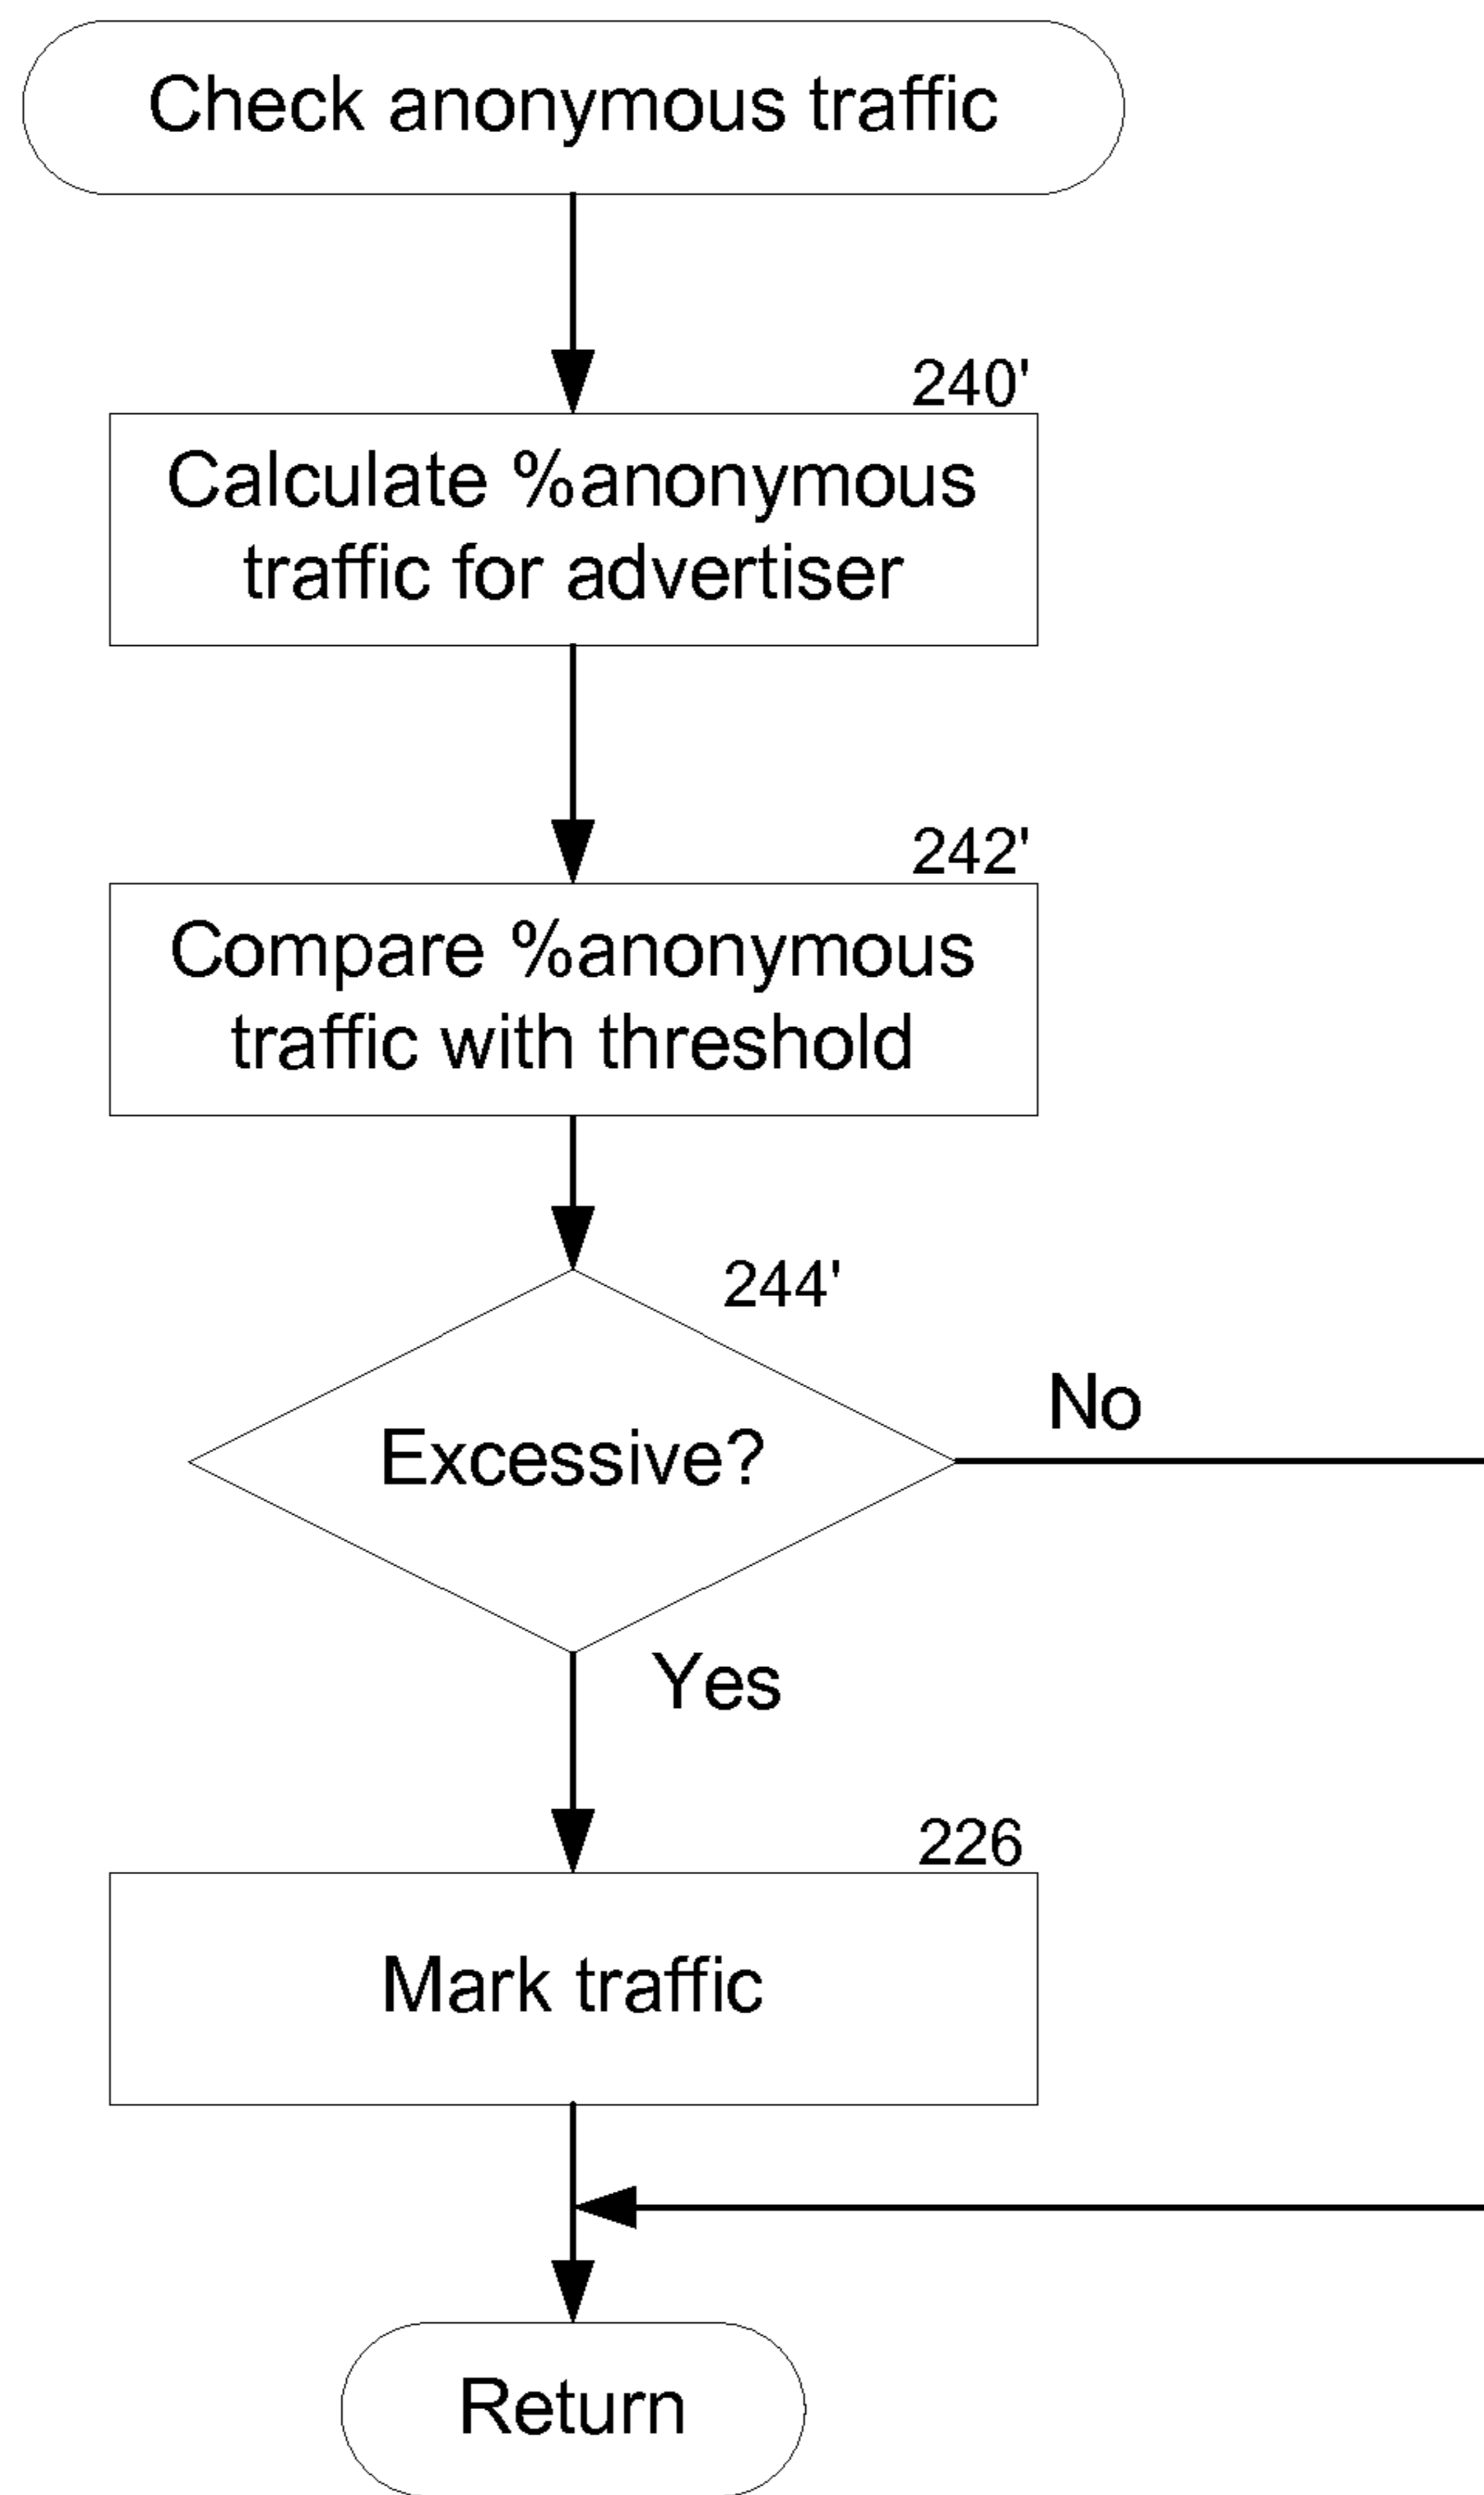 Check anonymous traffic
240'
Calculate %anonymous
traffic for advertiser
242'
Compare %anonymous
traffic with threshold
244'
No
Excessive?
Yes
226
Mark traffic
Return